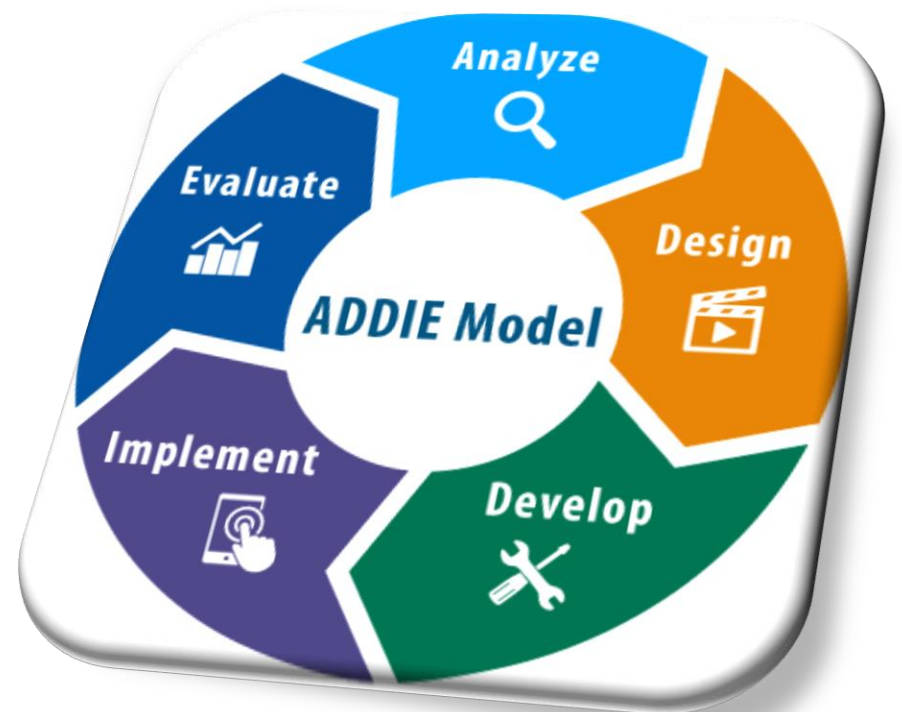 Analyze
Design
Develop
Implement
Evaluate
ADDIE Model